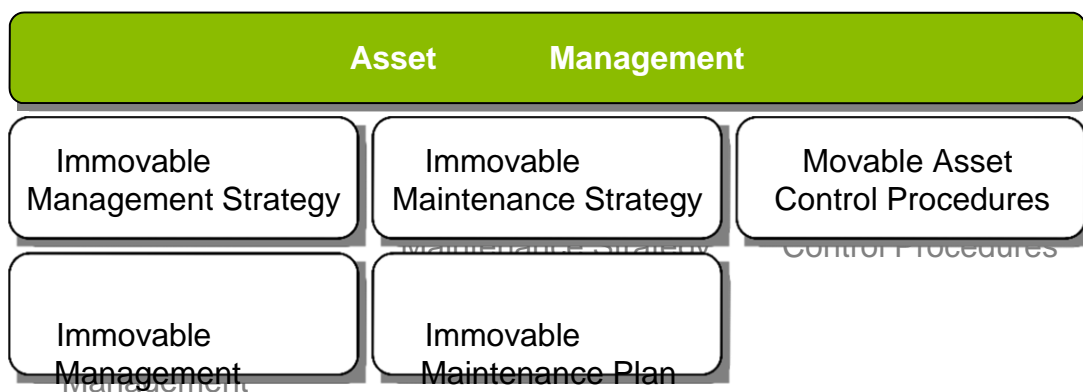 Asset Management
Immovable
Management Strategy
Immovable
Maintenance Strategy
Movable Asset
Control Procedures
Immovable
Management
Immovable
Maintenance Plan